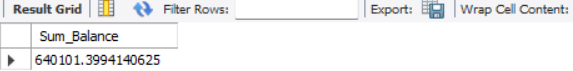 Result Grid Filter Rows: Export: Wrap Cell Content:
Sum_Balance
640101.3994140625